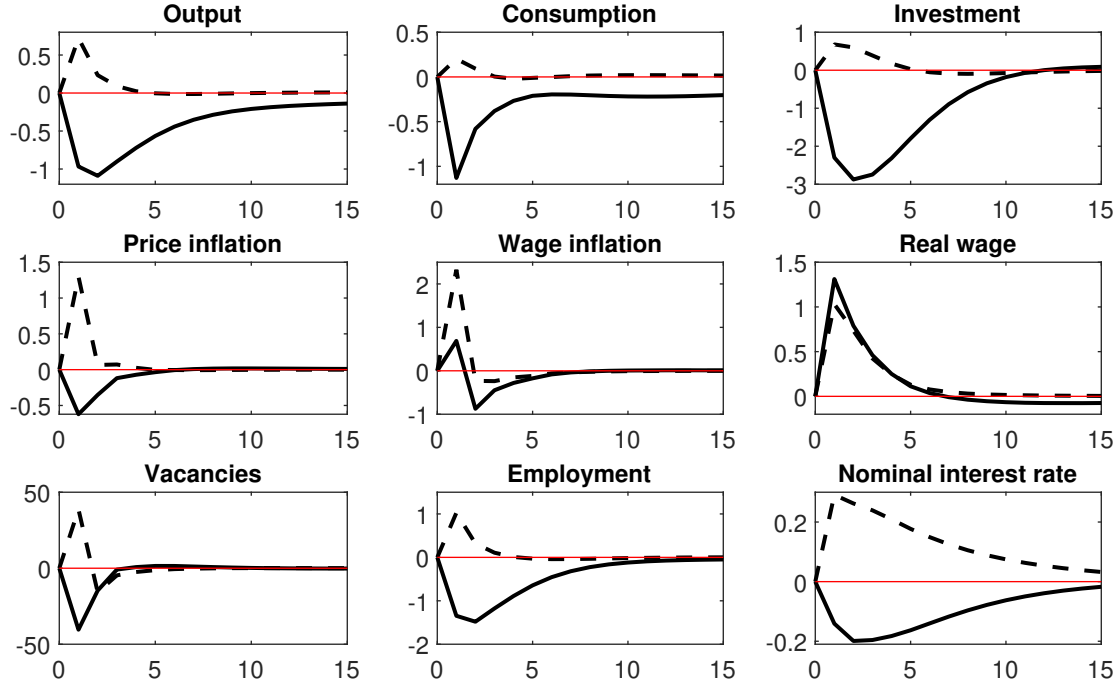 Output
Consumption
Investment
0.5
0
-0.5
-1
0 5 10 15
0.5
0
-0.5
-1
0 5 10 15
1
0
-1
-2
-3
0 5 10 15
Price inflation
Wage inflation
Real wage
1.5
1
0.5
0
-0.5
0 5 10 15
2
1
0
-1
0 5 10 15
1.5
1
0.5
0
0 5 10 15
Vacancies
Employment
Nominal interest rate
50
0
-50
0 5 10 15
1
0
-1
-2
0 5 10 15
0.2
0
-0.2
0 5 10 15